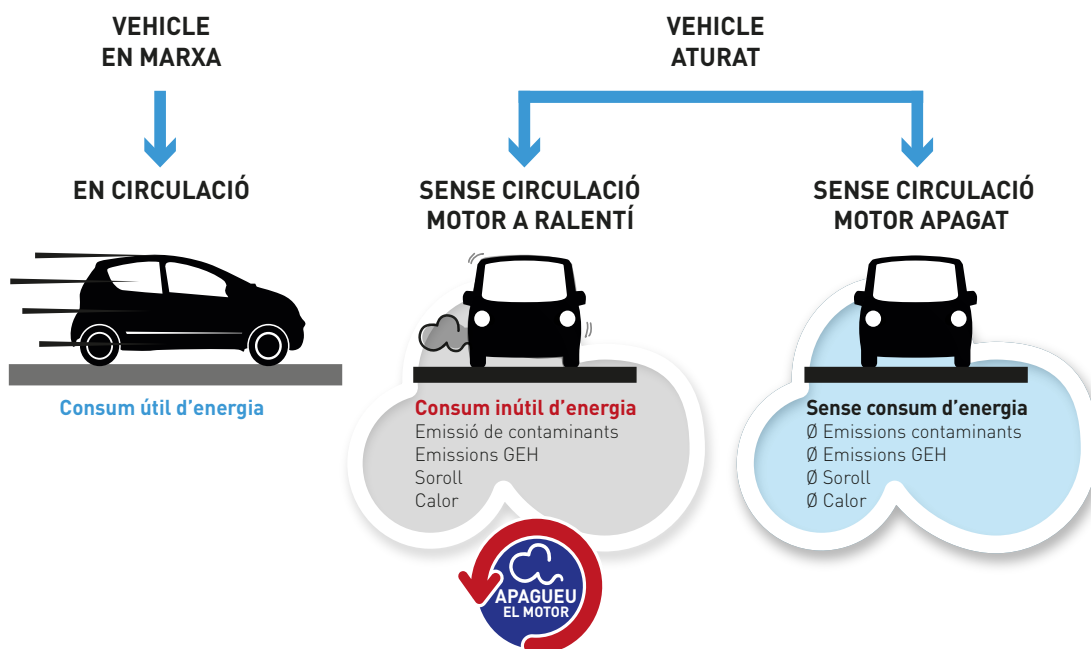 VEHICLE
EN MARXA
VEHICLE
ATURAT
EN CIRCULACIÓ
SENSE CIRCULACIÓ
MOTOR A RALENTÍ
SENSE CIRCULACIÓ
MOTOR APAGAT
Consum útil d’energia
Consum inútil d’energia
Emissió de contaminants
Emissions GEH
Soroll
Calor
Sense consum d’energia
Ø Emissions contaminants
Ø Emissions GEH
Ø Soroll
Ø Calor
APAGUEU
EL MOTOR